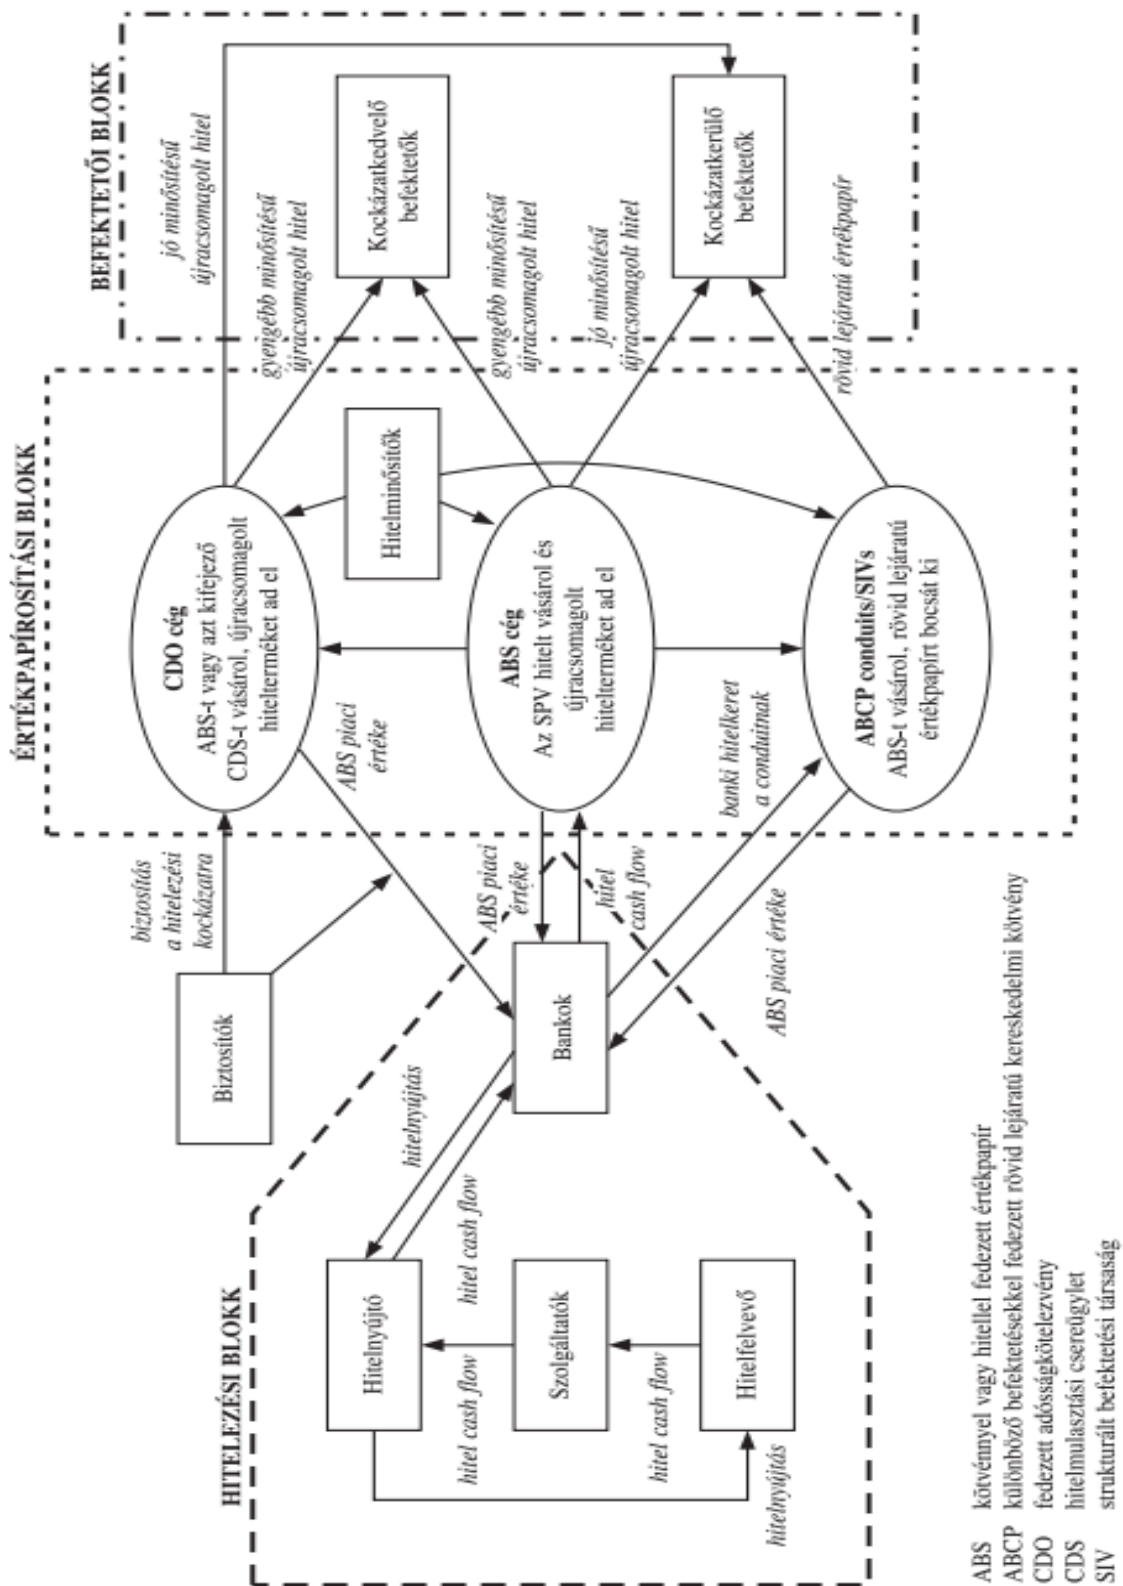 HITELEZÉSI BLOKK
ÉRTÉKPAPÍROSÍTÁSI BLOKK
BEFEKTETŐI BLOKK
Hitelnyújtó
Szolgáltatók
Hitelfelvevő
hitel cash flow
hitel cash flow
hitelnyújtás
hitelnyújtás
hitel cash flow
Biztosítók
Bankok
biztosítás
a hitelezési
kockázatra
ABS piaci
értéke
ABS piaci
értéke
hitel
cash flow
banki hitelkeret
a conduitnak
ABS piaci értéke
CDO cég
ABS-t vagy azt kifejező
CDS-t vásárol, újracsomagolt
hitelterméket ad el
Hitelminősítők
ABS cég
Az SPV hitelt vásárol és
újracsomagolt
hitelterméket ad el
ABCP conduits/SIVs
ABS-t vásárol, rövid lejáratú
értékpapírt bocsát ki
jó minősítésű
újracsomagolt hitel
gyengébb minősítésű
újracsomagolt hitel
gyengébb minősítésű
újracsomagolt hitel
jó minősítésű
újracsomagolt hitel
rövid lejáratú értékpapír
Kockázatkedvelő
befektetők
Kockázatkerülő
befektetők
ABS kötvénnyel vagy hitellel fedezett értékpapír
ABCP különböző befektetésekkel fedezett rövid lejáratú kereskedelmi kötvény
CDO fedezett adósságkötelezvény
CDS hitelmulasztási csereügylet
SIV strukturált befektetési társaság